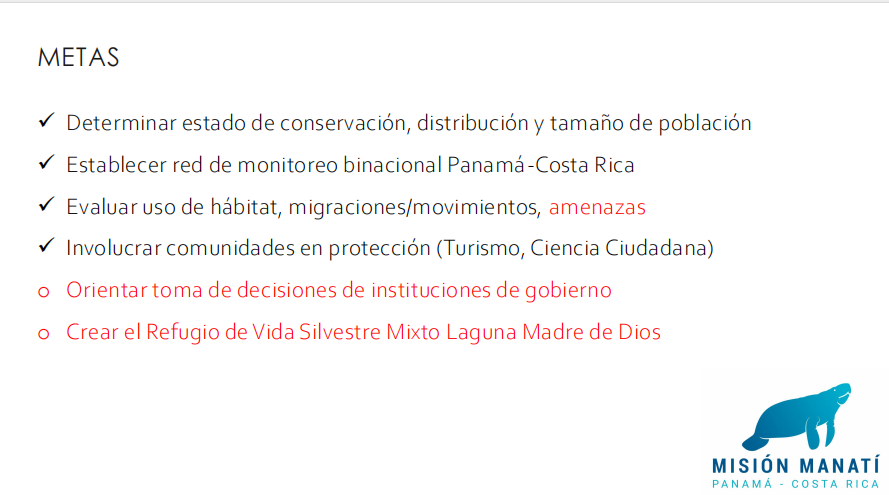 METAS
✓ Determinar estado de conservación, distribución y tamaño de población
✓ Establecer red de monitoreo binacional Panamá-Costa Rica
✓ Evaluar uso de hábitat, migraciones/movimientos, amenazas
✓ Involucrar comunidades en protección (Turismo, Ciencia Ciudadana)
o Orientar toma de decisiones de instituciones de gobierno
o Crear el Refugio de Vida Silvestre Mixto Laguna Madre de Dios
MISIÓN MANATÍ
PANAMÁ - COSTA RICA